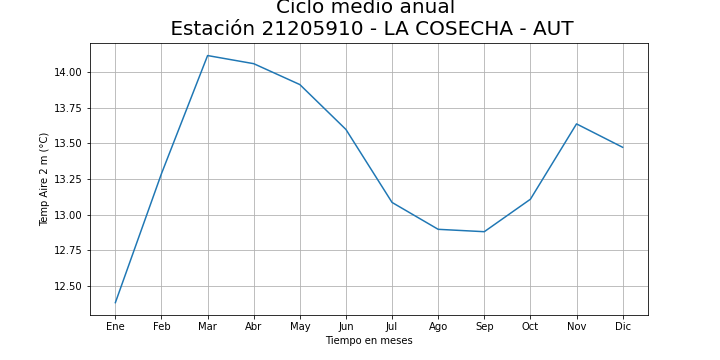 Ciclo medio anual
Estación 21205910 - LA COSECHA - AUT
Temp Aire 2 m (°C)
14.00
13.75
13.50
13.25
13.00
12.75
12.50
Ene Feb Mar Abr May Jun Jul Ago Sep Oct Nov Dic
Tiempo en meses